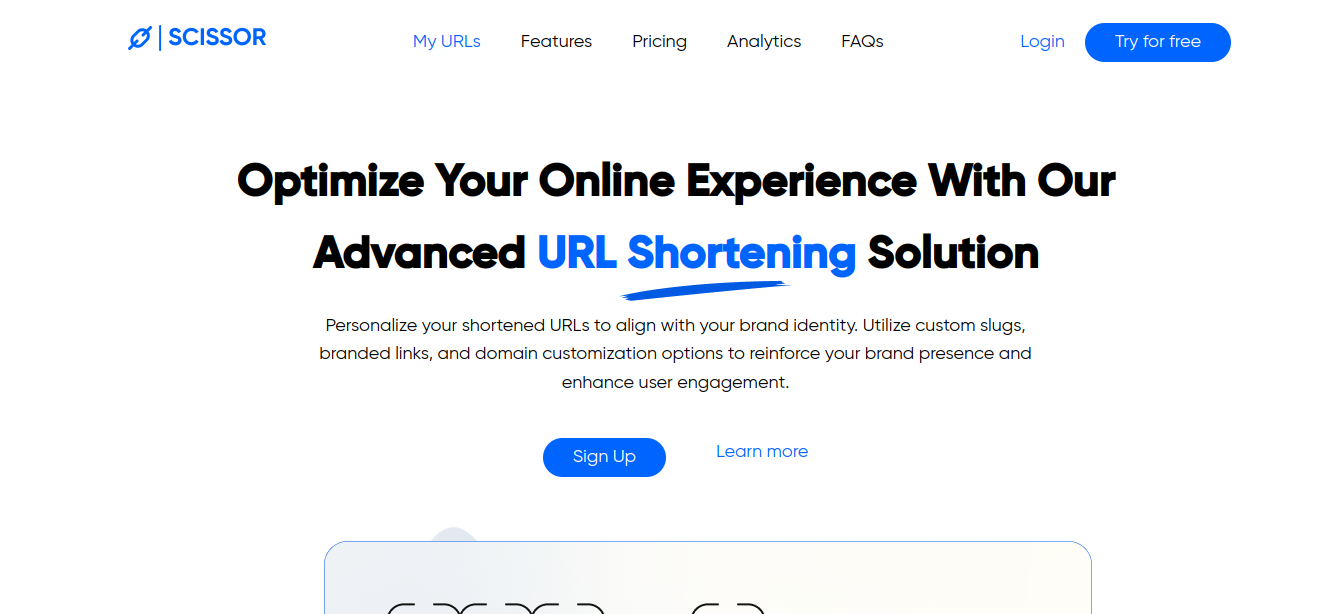 SCISSOR
My URLs Features Pricing Analytics FAQs Login Try for free
Optimize Your Online Experience With Our
Advanced URL Shortening Solution
Personalize your shortened URLs to align with your brand identity. Utilize custom slugs,
branded links, and domain customization options to reinforce your brand presence and
enhance user engagement.
Sign Up Learn more